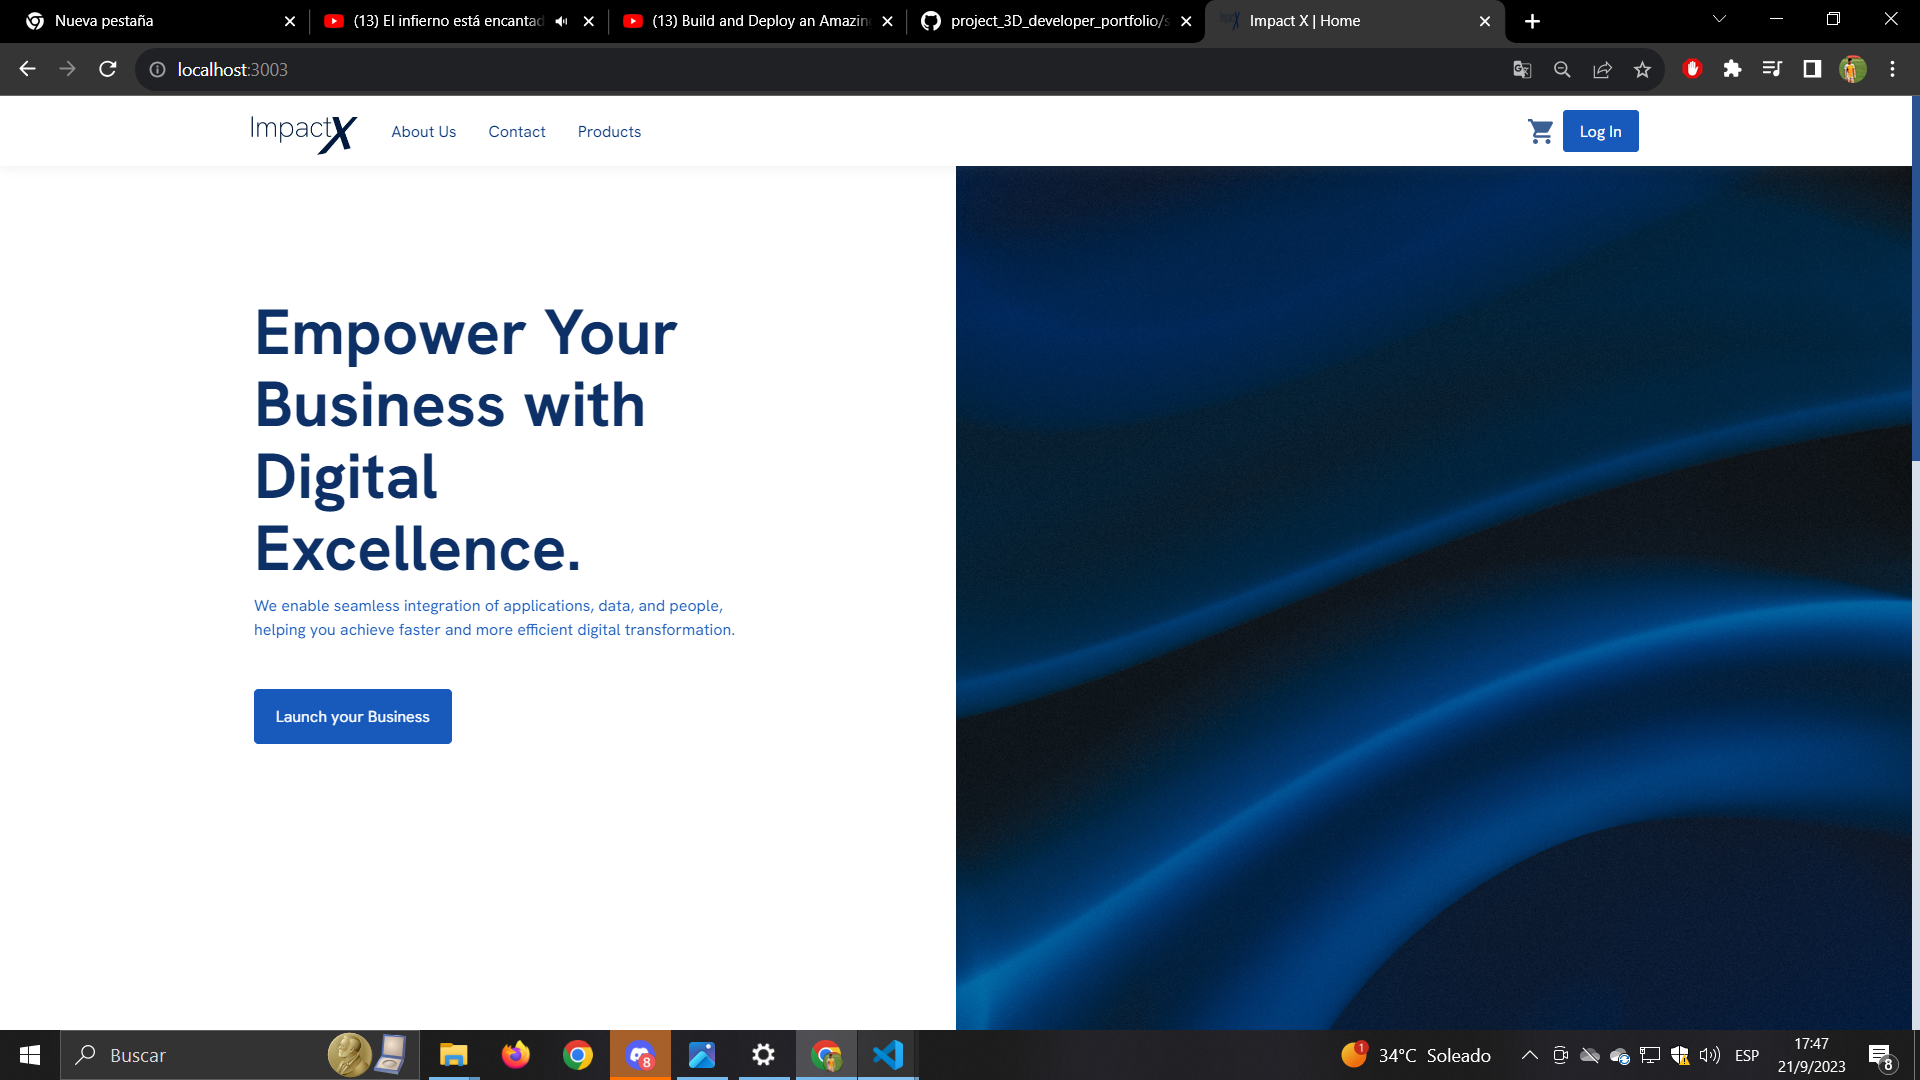 Nueva pestaña
(13) El infierno está encantad
(13) Build and Deploy an Amazin
project_3D_developer_portfolio/s
Impact X | Home
localhost:3003
ImpactX
About Us
Contact
Products
Log In
Empower Your
Business with
Digital
Excellence.
We enable seamless integration of applications, data, and people,
helping you achieve faster and more efficient digital transformation.
Launch your Business
Buscar
8
1
34°C Soleado
ESP
17:47
21/9/2023
8